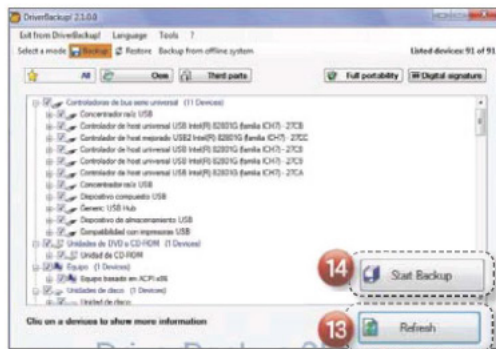 DriverBackup! 2.1.0.0
Exit from DriverBackup! Language Tools ?
Select a mode Backup Restore Backup from offline system Listed devices: 91 of 91
All Oem Third parts Full portability Digital signature
Controladoras de bus serie universal (11 Devices)
Concentrador raíz USB
Controlador de host universal USB Intel(R) 82801G (familia ICH7) - 27CB
Controlador de host mejorado USB2 Intel(R) 82801G (familia ICH7) - 27CC
Controlador de host universal USB Intel(R) 82801G (familia ICH7) - 27C8
Controlador de host universal USB Intel(R) 82801G (familia ICH7) - 27C9
Controlador de host universal USB Intel(R) 82801G (familia ICH7) - 27CA
Concentrador raíz USB
Dispositivo compuesto USB
Generic USB Hub
Dispositivo de almacenamiento USB
Compatibilidad con impresoras USB
Unidades de DVD o CD-ROM (1 Devices)
Unidad de CD-ROM
Equipo (1 Devices)
Equipo basado en ACPI x86
Unidades de disco (1 Devices)
Unidad de disco
14 Start Backup
Clic on a devices to show more information
13 Refresh